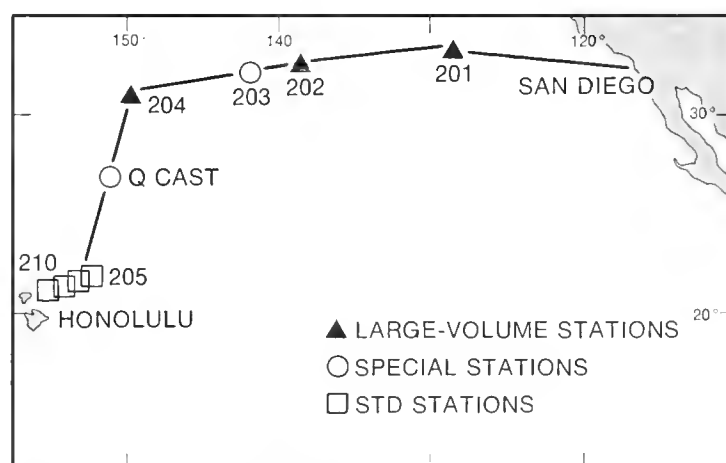 150° 140 120°
204 203 202 201 SAN DIEGO
30°
Q CAST
210 205
HONOLULU 20°
▲ LARGE-VOLUME STATIONS
○ SPECIAL STATIONS
□ STD STATIONS